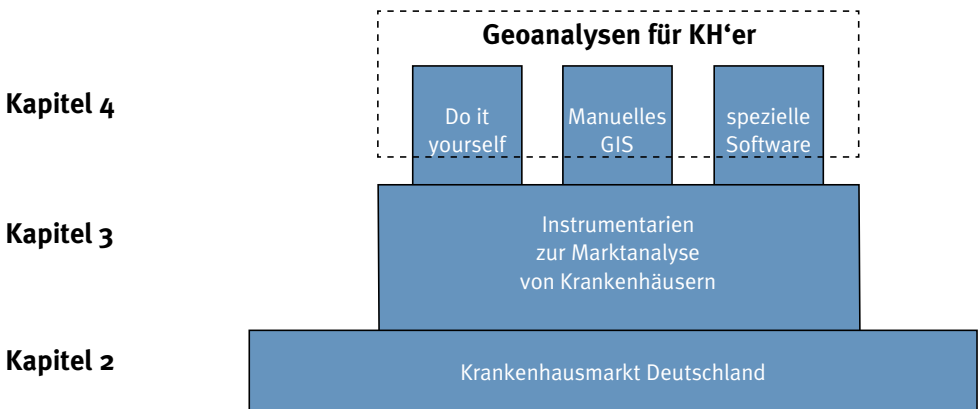 Geoanalysen für KH‘er
Kapitel 4
Do it
yourself
Manuelles
GIS
spezielle
Software
Kapitel 3
Instrumentarien
zur Marktanalyse
von Krankenhäusern
Kapitel 2
Krankenhausmarkt Deutschland